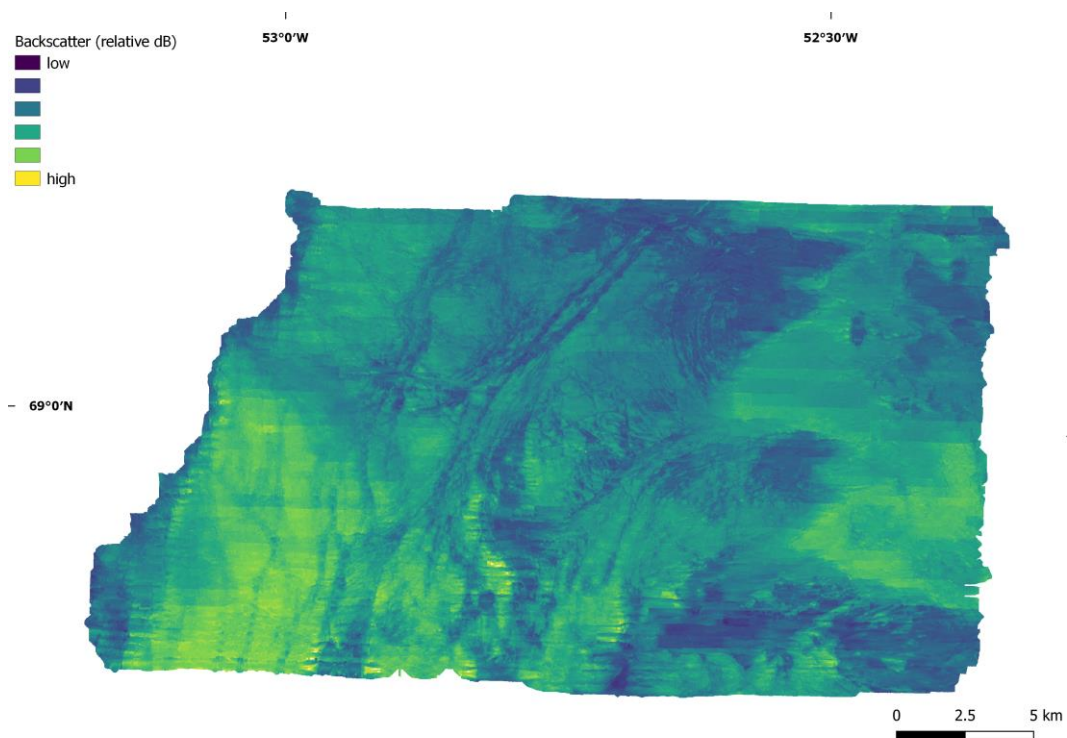 53°0'W
52°30'W
Backscatter (relative dB)
low
high
69°0'N
0 2.5 5 km